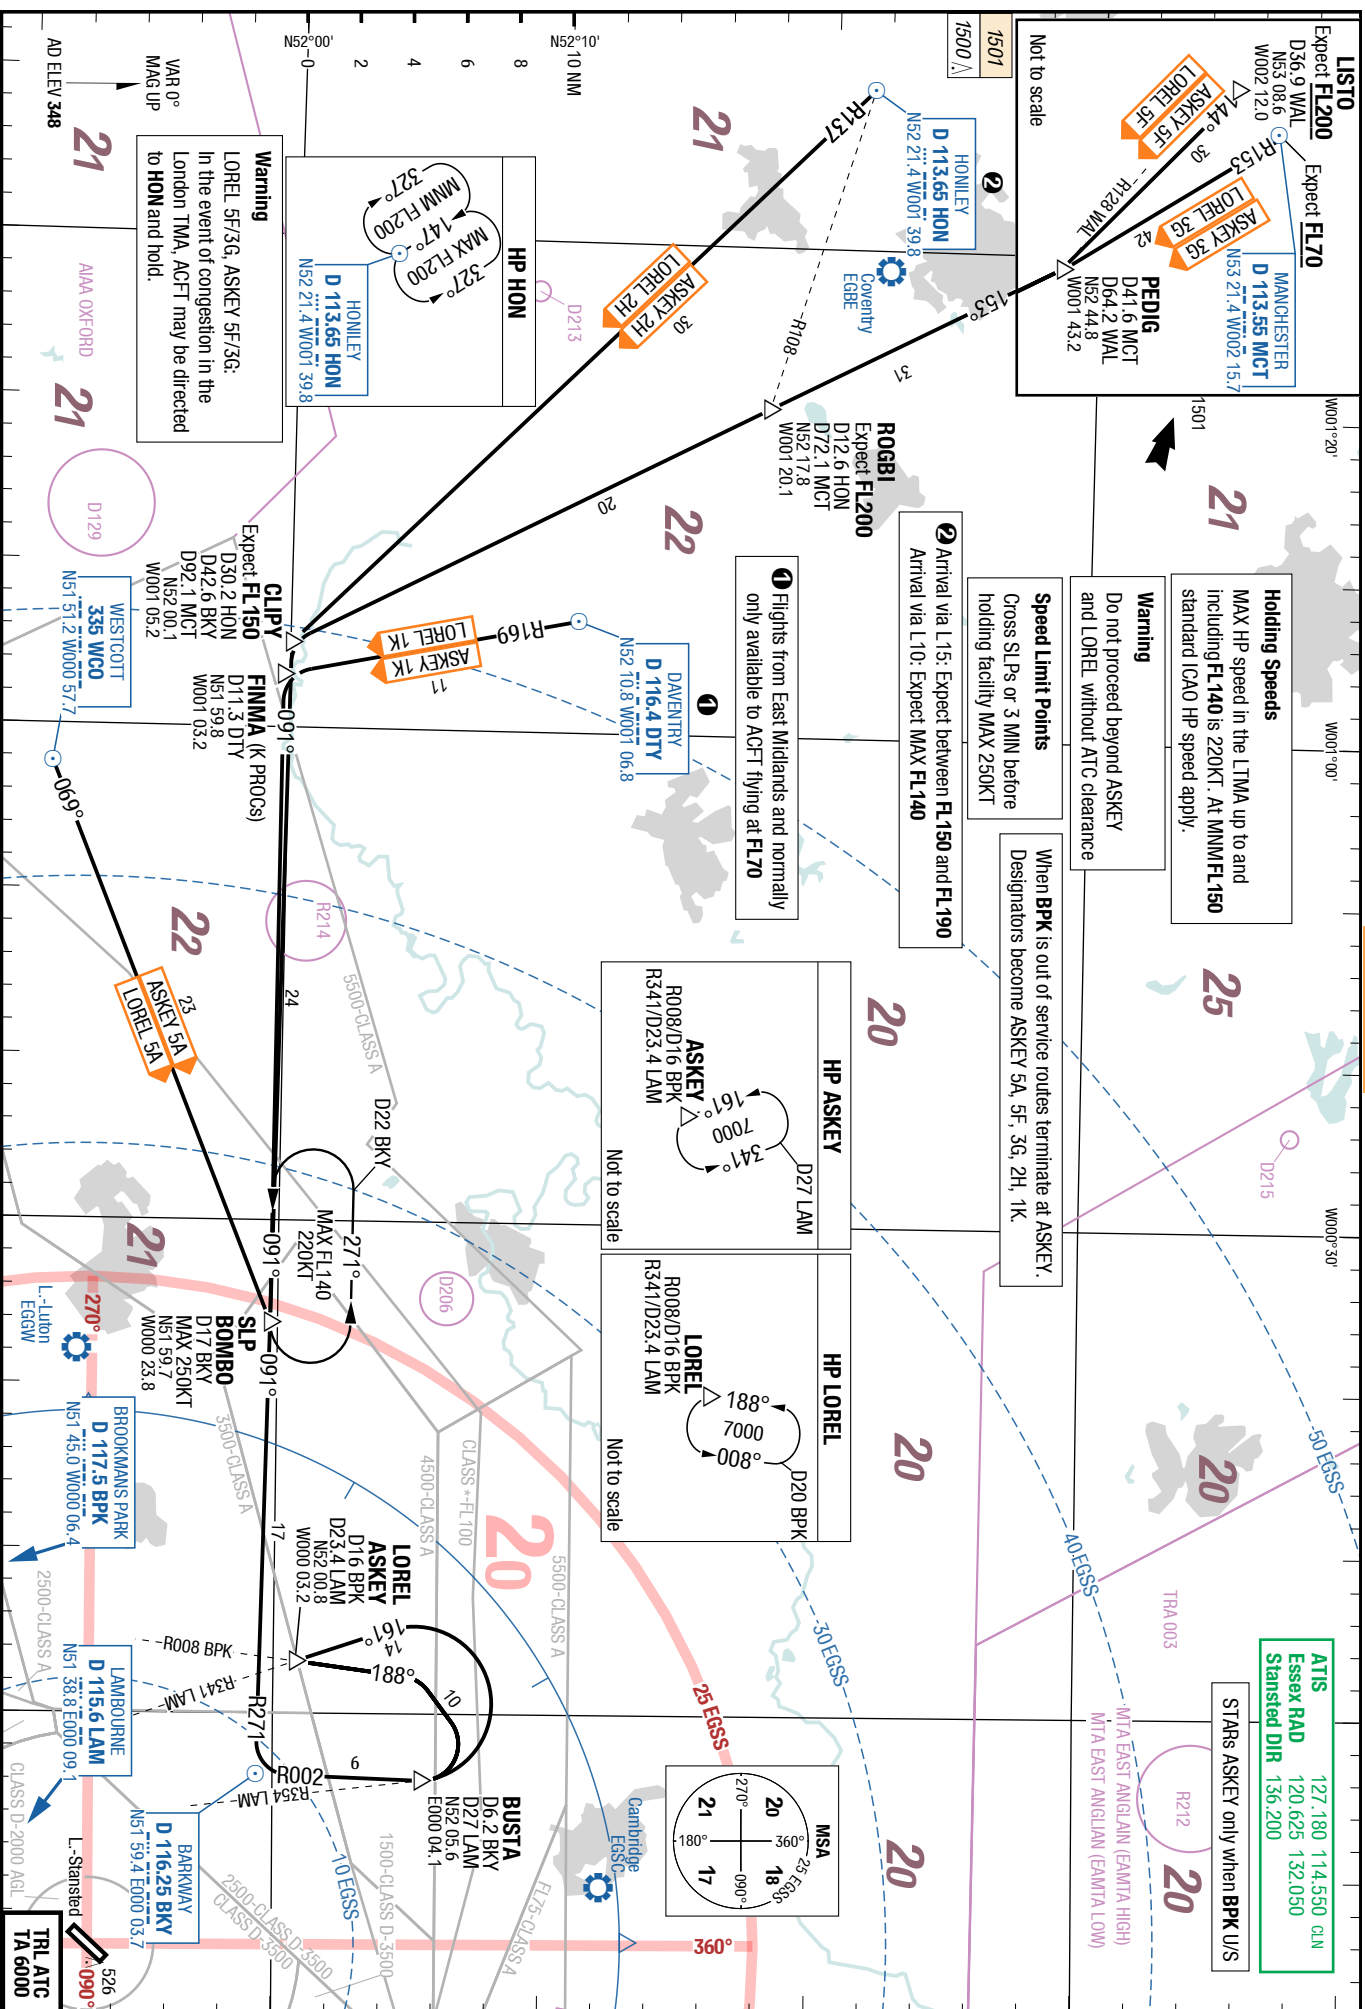 LISTO
Expect FL200
D36.9 WAL
N53 08.6
W002 12.0
Expect FL70
MANCHESTER
D 113.55 MCT
N53 21.4 W002 15.7
144°
30
R153
42
R128 WAL
ASKEY 5F
LOREL 5F
ASKEY 3G
LOREL 3G
PEDIG
D41.6 MCT
D64.2 WAL
N52 44.8
W001 43.2
Not to scale
1501
1500
1501
W001°20'
W001°00'
W000°30'
N52°10'
N52°00'
10 NM
8
6
4
2
0
VAR 0°
MAG UP
AD ELEV 348
Holding Speeds
MAX HP speed in the LTMA up to and
including FL140 is 220KT. At MNM FL150
standard ICAO HP speed apply.
Warning
Do not proceed beyond ASKEY
and LOREL without ATC clearance
Speed Limit Points
Cross SLPs or 3 MIN before
holding facility MAX 250KT
When BPK is out of service routes terminate at ASKEY.
Designators become ASKEY 5A, 5F, 3G, 2H, 1K.
❷ Arrival via L15: Expect between FL150 and FL190
Arrival via L10: Expect MAX FL140
❶ Flights from East Midlands and normally
only available to ACFT flying at FL70
ATIS 127.180 114.550 CLN
Essex RAD 120.625 132.050
Stansted DIR 136.200
STARs ASKEY only when BPK U/S
❷
HONILEY
D 113.65 HON
N52 21.4 W001 39.8
Coventry
EGBE
R137
R108
153°
31
ROGBI
Expect FL200
D12.6 HON
D72.1 MCT
N52 17.8
W001 20.1
20
ASKEY 2H
LOREL 2H
30
HP HON
327°
MAX FL200
147°
MNM FL200
327°
HONILEY
D 113.65 HON
N52 21.4 W001 39.8
Warning
LOREL 5F/3G, ASKEY 5F/3G:
In the event of congestion in the
London TMA, ACFT may be directed
to HON and hold.
D213
AIAA OXFORD
D129
❶
DAVENTRY
D 116.4 DTY
N52 10.8 W001 06.8
R169
ASKEY 1K
LOREL 1K
11
CLIPY
Expect FL150
D30.2 HON
D42.6 BKY
D92.1 MCT
N52 00.1
W001 05.2
FINMA (K PROCs)
D11.3 DTY
N51 59.8
W001 03.2
091°
24
WESTCOTT
335 WCO
N51 51.2 W000 57.7
069°
23
ASKEY 5A
LOREL 5A
R214
5500-CLASS A
D22 BKY
271°
MAX FL140
220KT
091°
091°
SLP
BOMBO
D17 BKY
MAX 250KT
N51 59.7
W000 23.8
D206
D215
HP ASKEY
D27 LAM
341°
7000
161°
ASKEY
R008/D16 BPK
R341/D23.4 LAM
Not to scale
HP LOREL
D20 BPK
188°
7000
008°
LOREL
R008/D16 BPK
R341/D23.4 LAM
Not to scale
L.-Luton
EGGW
270°
BROOKMANS PARK
D 117.5 BPK
N51 45.0 W000 06.4
3500-CLASS A
4500-CLASS A
CLASS *-FL100
5500-CLASS A
2500-CLASS A
17
LOREL
ASKEY
D16 BPK
D23.4 LAM
N52 00.8
W000 03.2
161°
14
188°
10
R008 BPK
R341 LAM
R271
R002
6
R354 LAM
BUSTA
D6.2 BKY
D27 LAM
N52 05.6
E000 04.1
LAMBOURNE
D 115.6 LAM
N51 38.8 E000 09.1
BARKWAY
D 116.25 BKY
N51 59.4 E000 03.7
Cambridge
EGSC
MSA
25 EGSS
20
18
21
17
360°
090°
180°
270°
10 EGSS
25 EGSS
30 EGSS
40 EGSS
50 EGSS
TRA 003
MTA EAST ANGLAIN (EAMTA HIGH)
MTA EAST ANGLIAN (EAMTA LOW)
R212
FL75-CLASS A
1500-CLASS D-3500
2500-CLASS D-3500
CLASS D-3500
CLASS D-2000 AGL
L.-Stansted
526
360°
090°
TRL ATC
TA 6000
21
21
21
21
22
22
25
20
20
20
20
20
20
21